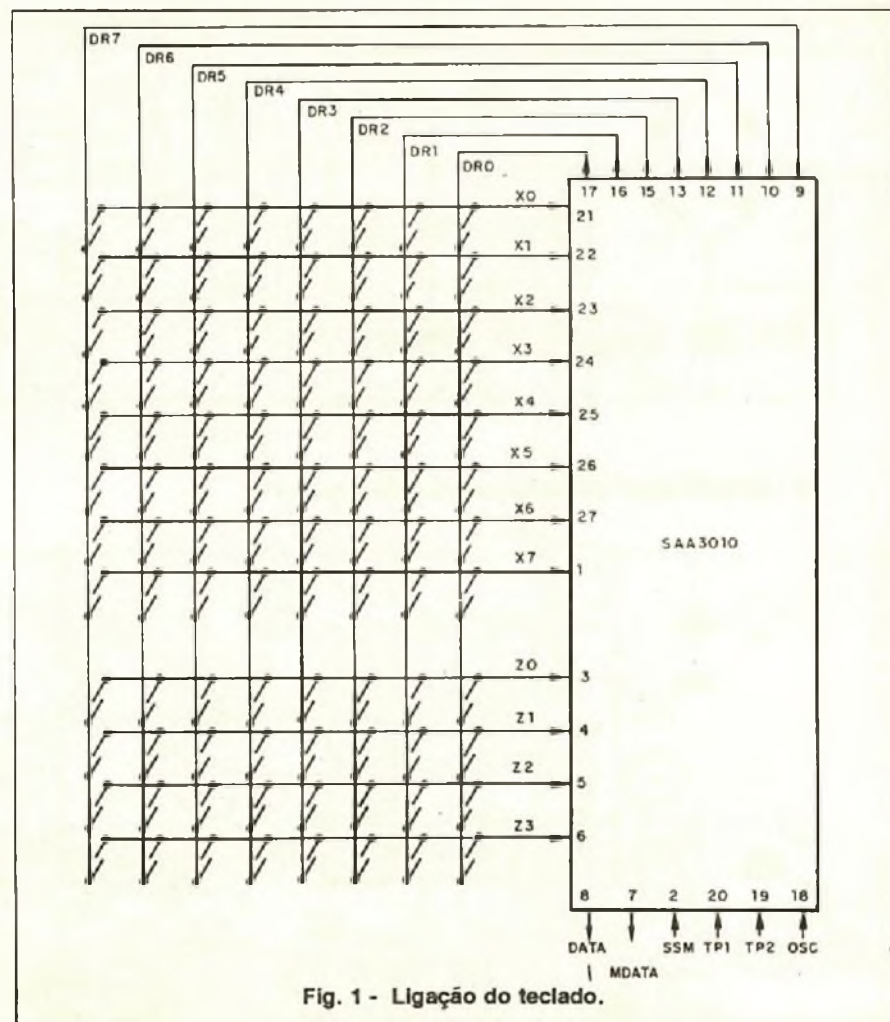 DR7
DR6
DR5
DR4
DR3
DR2
DR1
DR0
17 16 15 13 12 11 10 9
X0
21
X1
22
X2
23
X3
24
X4
25
X5
26
X6
27
X7
1
SAA3010
Z0
3
Z1
4
Z2
5
Z3
6
8 7 2 20 19 18
DATA SSM TP1 TP2 OSC
MDATA
Fig. 1 - Ligação do teclado.